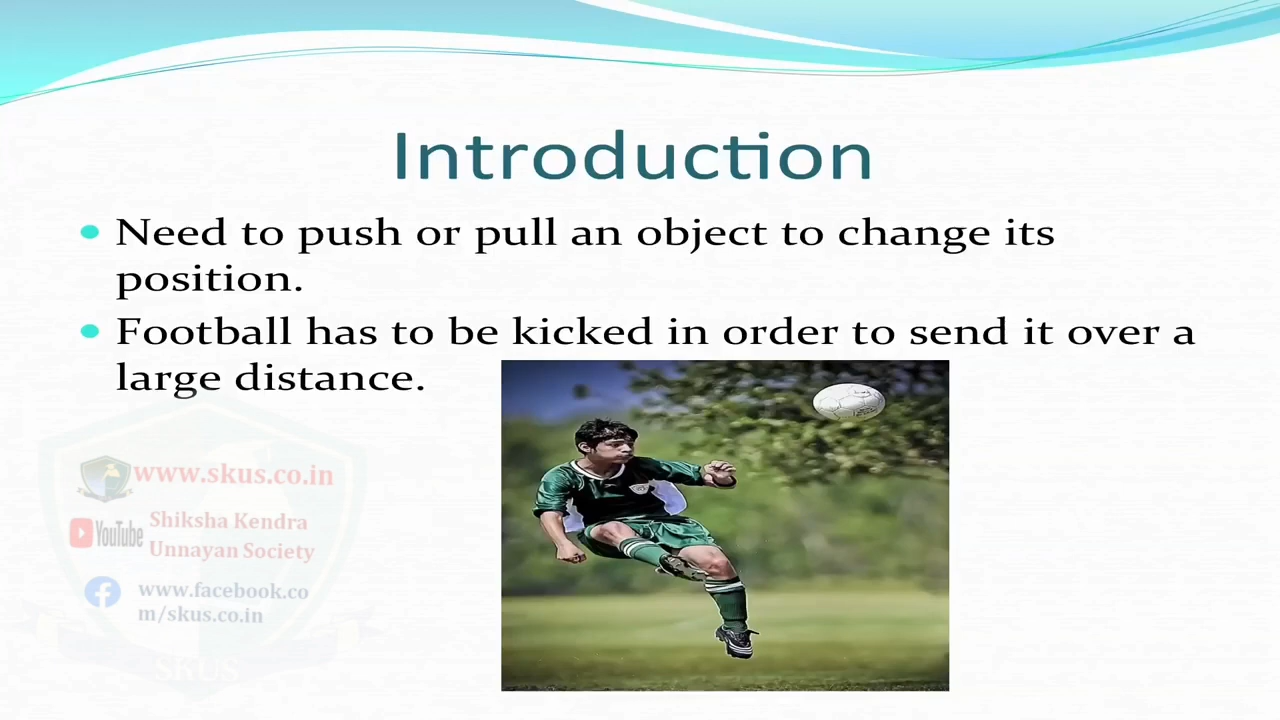 Introduction
Need to push or pull an object to change its
position.
Football has to be kicked in order to send it over a
large distance.
www.skus.co.in
YouTube
Shiksha Kendra
Unnayan Society
www.facebook.co
m/skus.co.in
SKUS